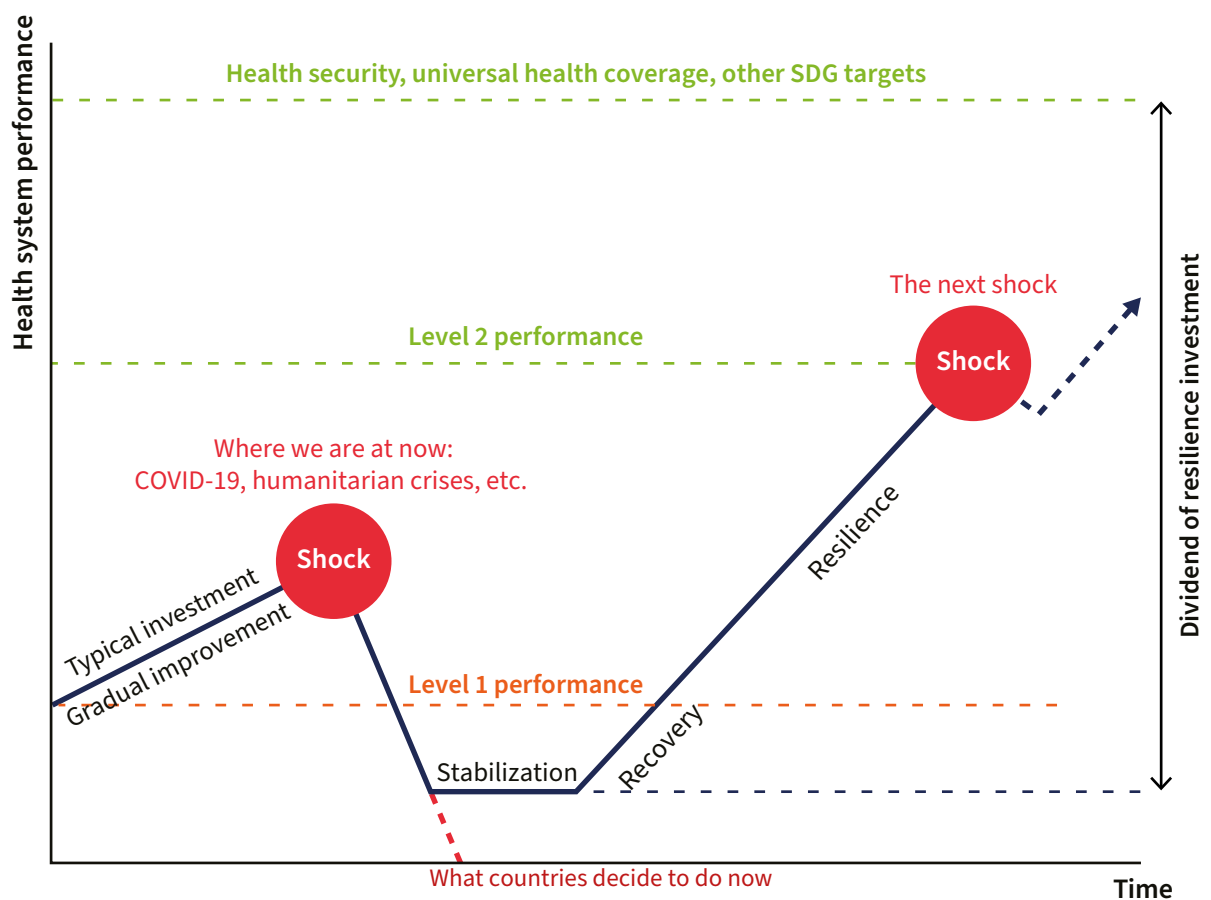 Health system performance
Health security, universal health coverage, other SDG targets
The next shock
Level 2 performance
Shock
Where we are at now:
COVID-19, humanitarian crises, etc.
Shock
Typical investment
Gradual improvement
Level 1 performance
Stabilization
Recovery
Resilience
Dividend of resilience investment
What countries decide to do now
Time